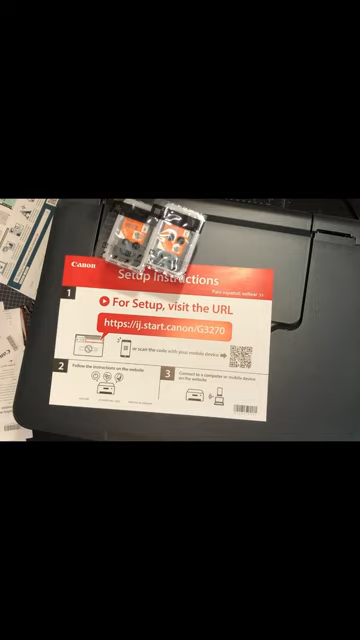 Canon
Setup Instructions
Para español, voltear >>
1
For Setup, visit the URL
https://ij.start.canon/G3270
or scan the code with your mobile device
2
Follow the instructions on the website
3
Connect to a computer or mobile device
on the website